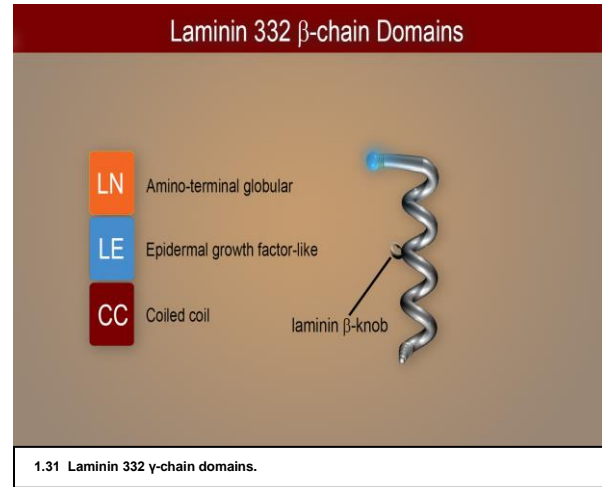 Laminin 332 β-chain Domains
LN Amino-terminal globular
LE Epidermal growth factor-like
CC Coiled coil
laminin β-knob
1.31 Laminin 332 γ-chain domains.